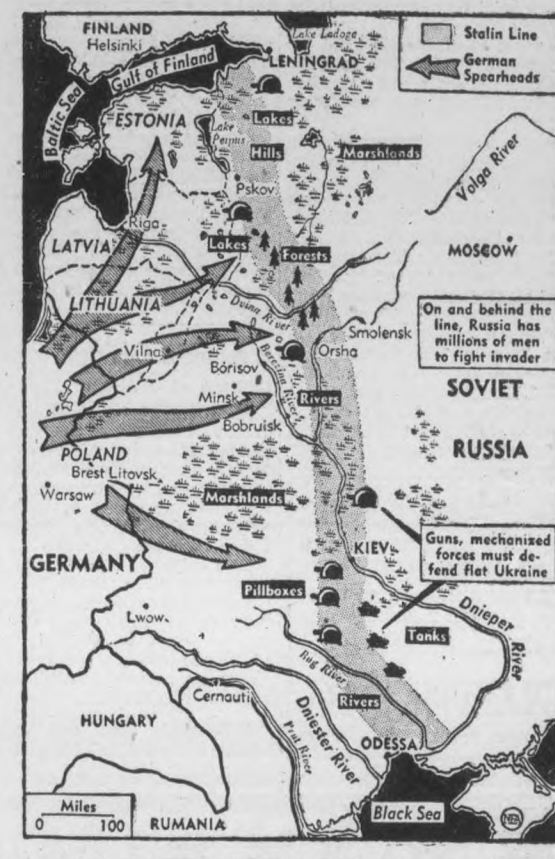 FINLAND
Helsinki
Lake Ladoga
Stalin Line
German
Spearheads
LENINGRAD
Gulf of Finland
Baltic Sea
ESTONIA
Lake
Peipus
Lakes
Hills
Marshlands
Volga River
Pskov
Riga
LATVIA
Lakes
Forests
MOSCOW
LITHUANIA
Dvina River
On and behind the
line, Russia has
millions of men
to fight invader
Smolensk
Vilna
Orsha
Borisov
Berezina River
SOVIET
RUSSIA
Minsk
Rivers
Bobruisk
POLAND
Brest Litovsk
Warsaw
Marshlands
Guns, mechanized
forces must de-
fend flat Ukraine
GERMANY
KIEV
Pillboxes
Dnieper
River
Lwow
Tanks
Bug River
Rivers
Cernauti
HUNGARY
Dniester River
Prut River
ODESSA
Miles
0 100
RUMANIA
Black Sea
NEA